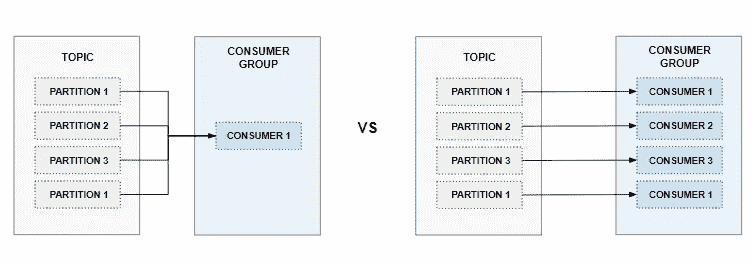 TOPIC
PARTITION 1
PARTITION 2
PARTITION 3
PARTITION 1
CONSUMER
GROUP
CONSUMER 1
VS
TOPIC
PARTITION 1
PARTITION 2
PARTITION 3
PARTITION 1
CONSUMER
GROUP
CONSUMER 1
CONSUMER 2
CONSUMER 3
CONSUMER 1